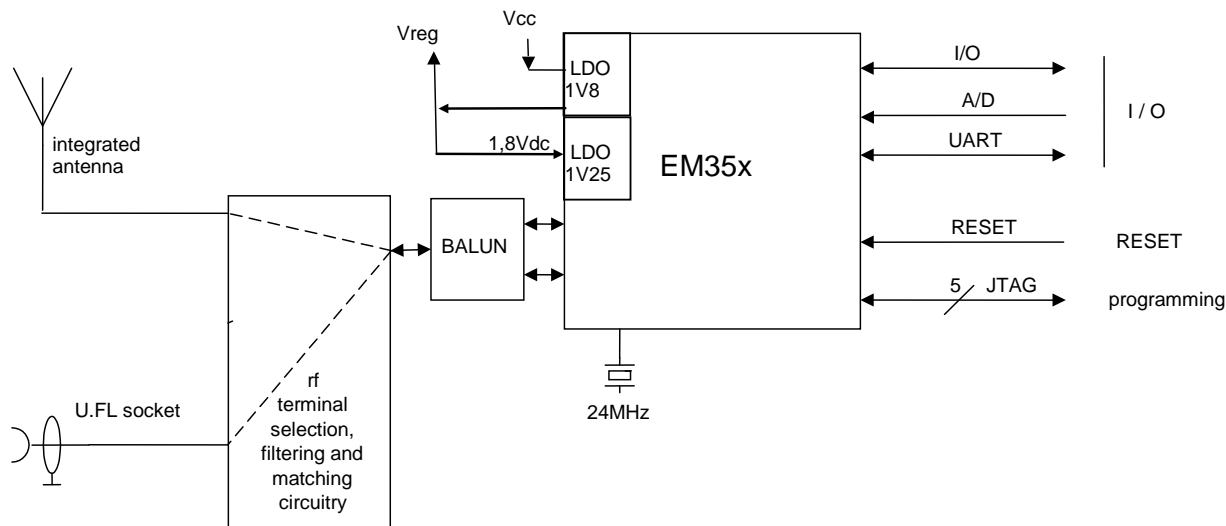 Vcc
Vreg
LDO
1V8
1,8Vdc
LDO
1V25
EM35x
I/O
A/D
UART
I / O
RESET
RESET
5
JTAG
programming
integrated
antenna
BALUN
24MHz
U.FL socket
rf
terminal
selection,
filtering and
matching
circuitry